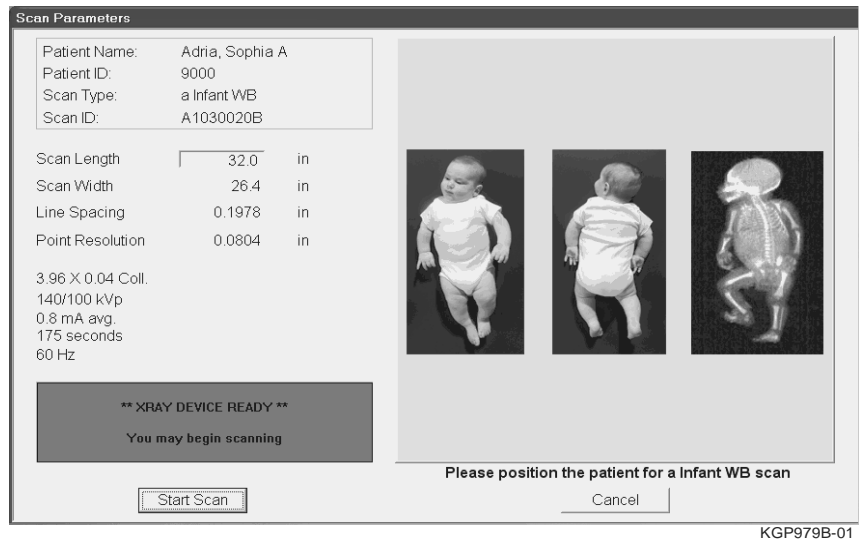 Scan Parameters
Patient Name: Adria, Sophia A
Patient ID: 9000
Scan Type: a Infant WB
Scan ID: A1030020B
Scan Length 32.0 in
Scan Width 26.4 in
Line Spacing 0.1978 in
Point Resolution 0.0804 in
3.96 X 0.04 Coll.
140/100 kVp
0.8 mA avg.
175 seconds
60 Hz
** XRAY DEVICE READY **
You may begin scanning
Start Scan
Please position the patient for a Infant WB scan
Cancel
KGP979B-01